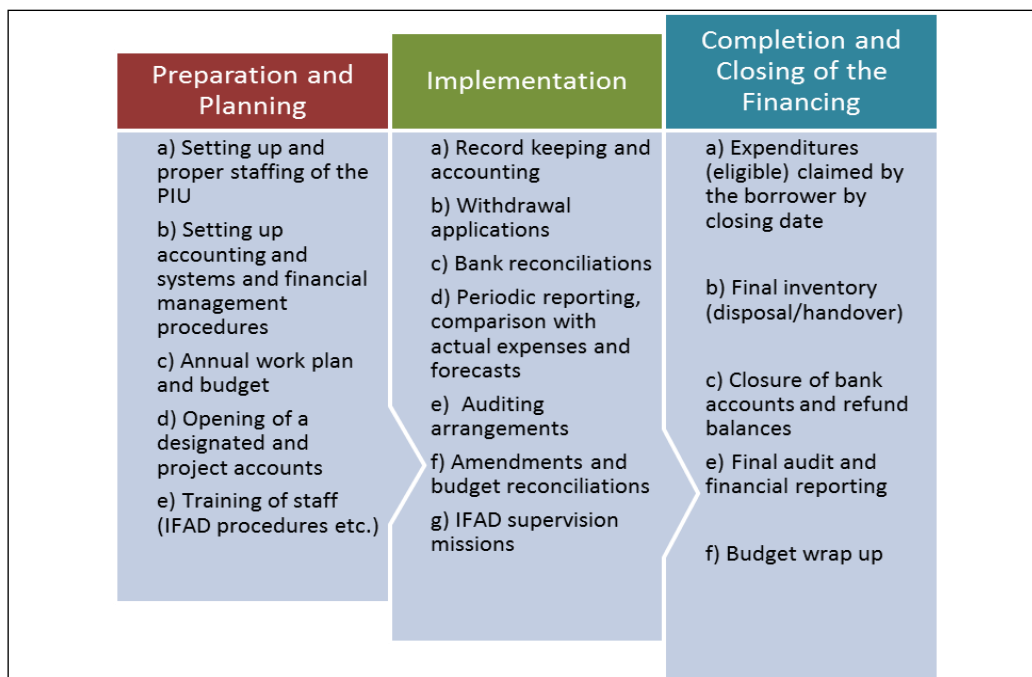 Preparation and
Planning
a) Setting up and
proper staffing of the
PIU
b) Setting up
accounting and
systems and financial
management
procedures
c) Annual work plan
and budget
d) Opening of a
designated and
project accounts
e) Training of staff
(IFAD procedures etc.)
Implementation
a) Record keeping and
accounting
b) Withdrawal
applications
c) Bank reconciliations
d) Periodic reporting,
comparison with
actual expenses and
forecasts
e)  Auditing
arrangements
f) Amendments and
budget reconciliations
g) IFAD supervision
missions
Completion and
Closing of the
Financing
a) Expenditures
(eligible) claimed by
the borrower by
closing date
b) Final inventory
(disposal/handover)
c) Closure of bank
accounts and refund
balances
e) Final audit and
financial reporting
f) Budget wrap up